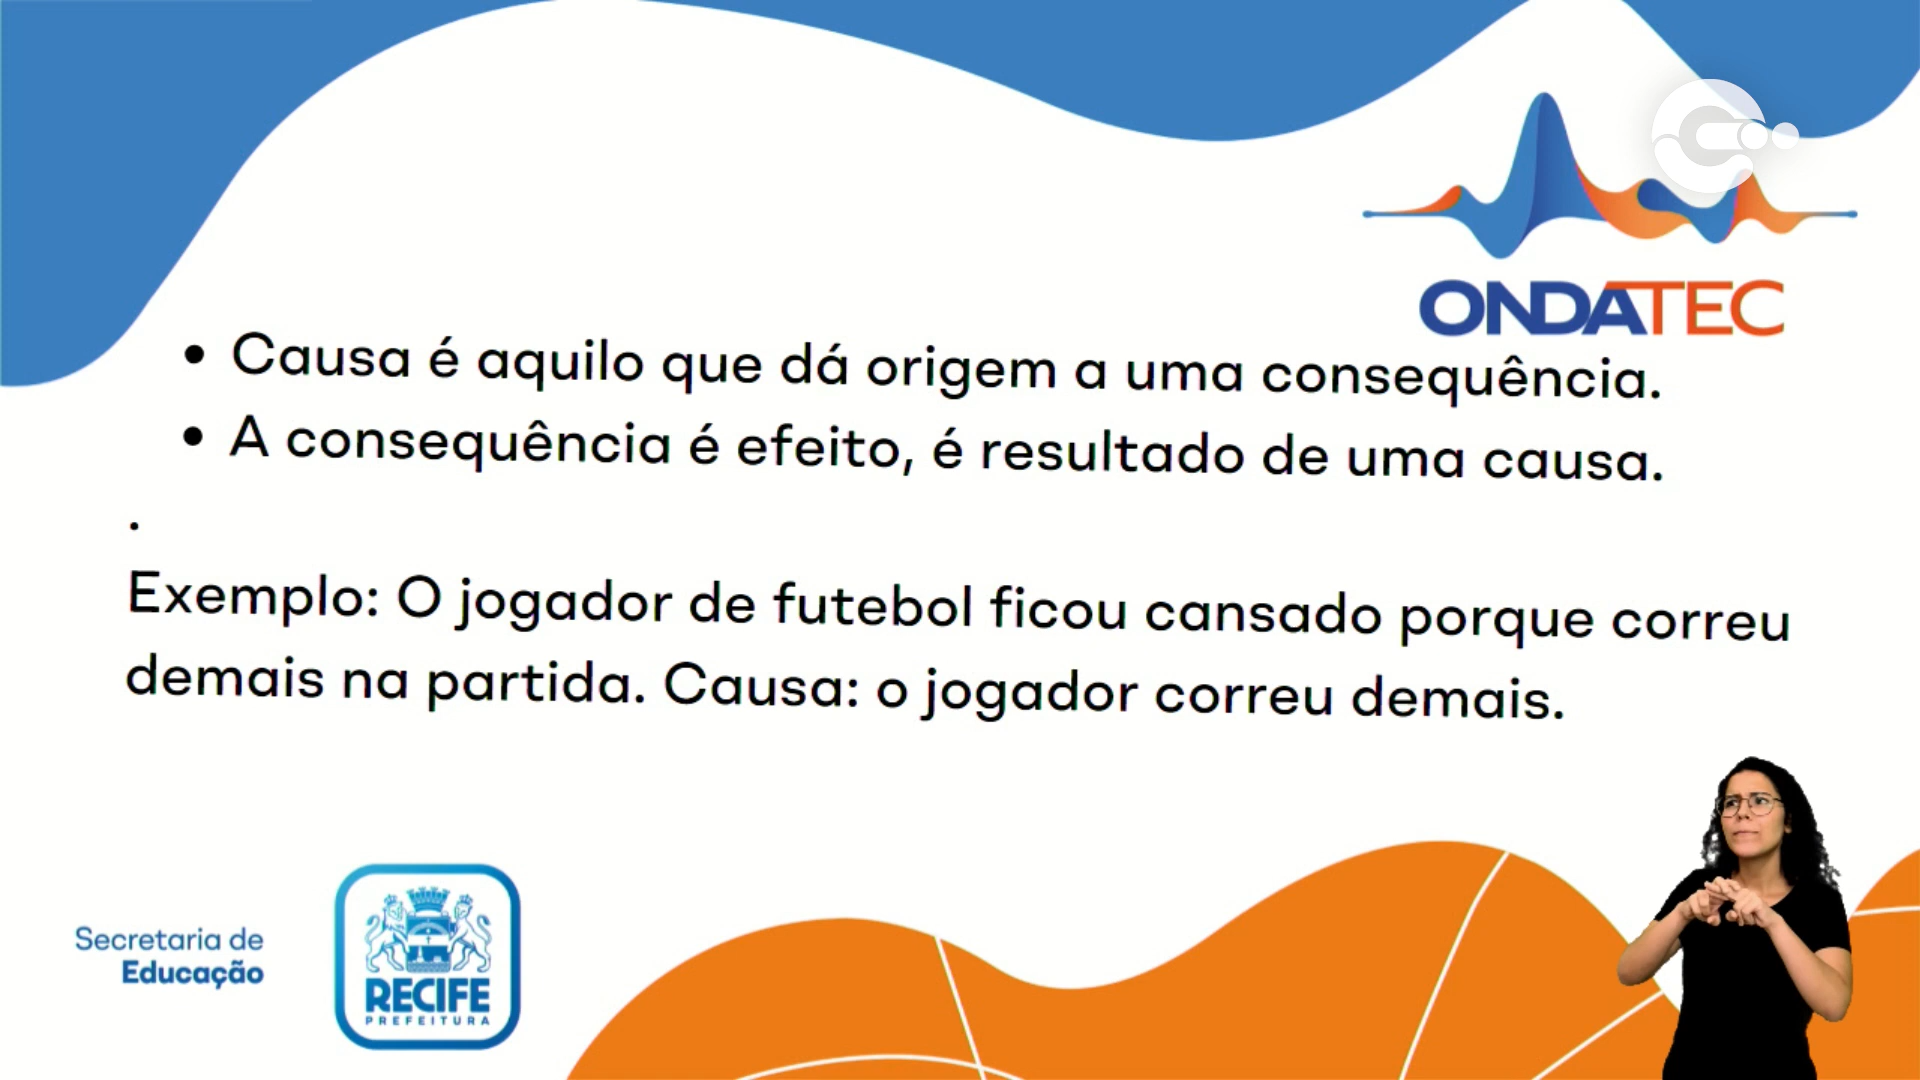 ONDATEC
• Causa é aquilo que dá origem a uma consequência.
• A consequência é efeito, é resultado de uma causa.
.
Exemplo: O jogador de futebol ficou cansado porque correu
demais na partida. Causa: o jogador correu demais.
Secretaria de
Educação
RECIFE
PREFEITURA